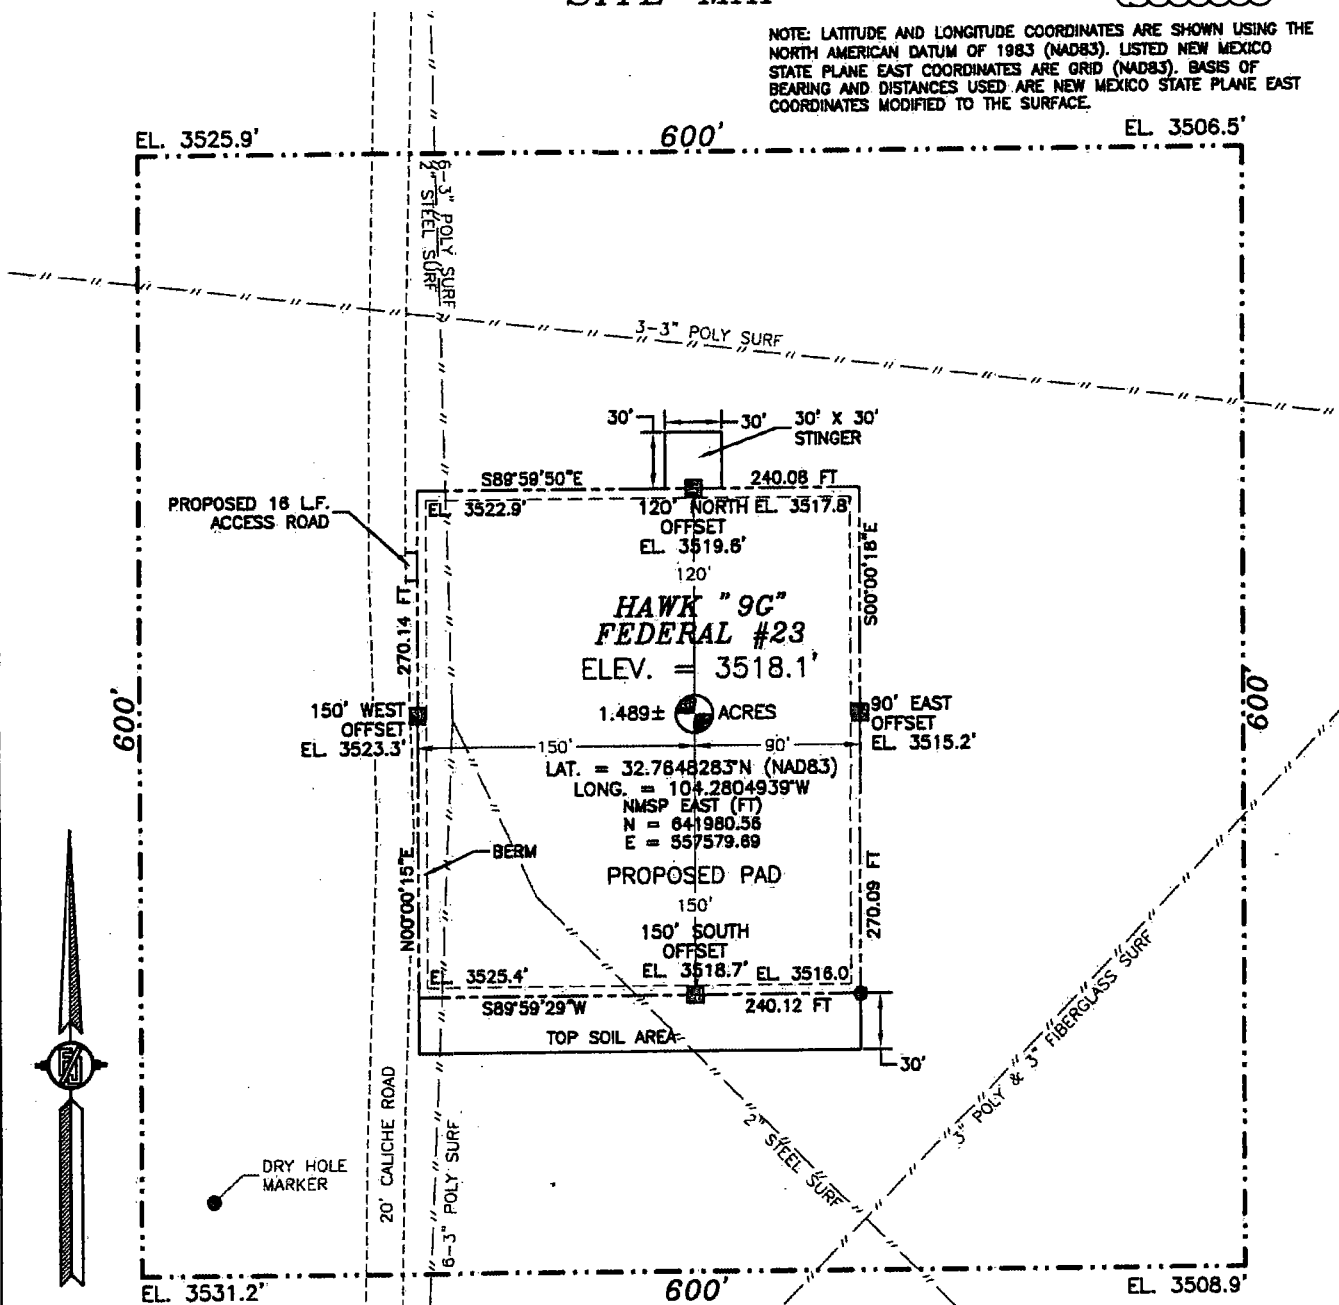 NOTE: LATITUDE AND LONGITUDE COORDINATES ARE SHOWN USING THE
NORTH AMERICAN DATUM OF 1983 (NAD83). LISTED NEW MEXICO
STATE PLANE EAST COORDINATES ARE GRID (NAD83). BASIS OF
BEARING AND DISTANCES USED ARE NEW MEXICO STATE PLANE EAST
COORDINATES MODIFIED TO THE SURFACE.
EL. 3525.9'
600'
EL. 3506.5'
6-3" POLY SURF
2" STEEL SURF
3-3" POLY SURF
30'
30'
30' X 30'
STINGER
S89°59'50"E
240.08 FT
PROPOSED 16 L.F.
ACCESS ROAD
EL. 3522.9'
120' NORTH
OFFSET
EL. 3519.6'
EL. 3517.8'
S00°00'18"E
120'
270.14 FT
HAWK "9G"
FEDERAL #23
ELEV. = 3518.1'
600'
150' WEST
OFFSET
EL. 3523.3'
1.489± ACRES
90' EAST
OFFSET
EL. 3515.2'
600'
150'
90'
LAT. = 32.7648283°N (NAD83)
LONG. = 104.2804939°W
NMSP EAST (FT)
N = 641980.56
E = 557579.69
BERM
N00°00'15"E
PROPOSED PAD
270.09 FT
150'
150' SOUTH
OFFSET
EL. 3518.7'
EL. 3525.4'
EL. 3516.0'
S89°59'29"W
240.12 FT
TOP SOIL AREA
30'
3" POLY & 3" FIBERGLASS SURF
2" STEEL SURF
20' CALICHE ROAD
6-3" POLY SURF
DRY HOLE
MARKER
EL. 3531.2'
600'
EL. 3508.9'